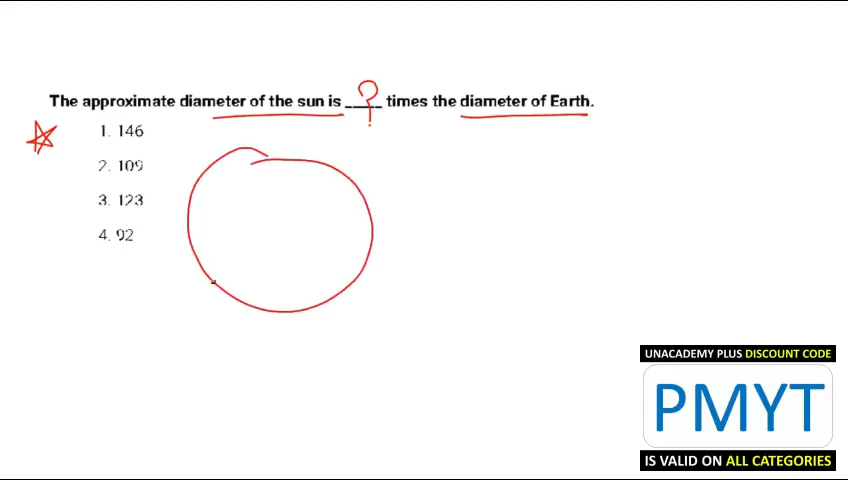 The approximate diameter of the sun is ____ times the diameter of Earth.
?
1. 146
2. 109
3. 123
4. 92
UNACADEMY PLUS DISCOUNT CODE
PMYT
IS VALID ON ALL CATEGORIES